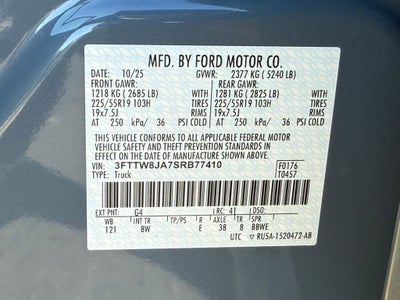 MFD. BY FORD MOTOR CO.
DATE: 10/25 GVWR: 2377 KG ( 5240 LB)
FRONT GAWR: REAR GAWR:
1218 KG ( 2685 LB) WITH 1281 KG ( 2825 LB) WITH
225/55R19 103H TIRES 225/55R19 103H TIRES
19x7.5J RIMS 19x7.5J RIMS
AT 250 kPa/ 36 PSI COLD AT 250 kPa/ 36 PSI COLD
THIS VEHICLE CONFORMS TO ALL APPLICABLE FEDERAL MOTOR
VEHICLE SAFETY AND THEFT PREVENTION STANDARDS IN
EFFECT ON THE DATE OF MANUFACTURE SHOWN ABOVE.
VIN: 3FTTW8JA7SRB77410 F0176
TYPE: Truck T0457
EXT PNT: G4 RC: 41 DSO:
WB INT TR TP/PS R AXLE TR B BRK
121 8W E 38 B BBWE
UTC RU5A-1520472-AB